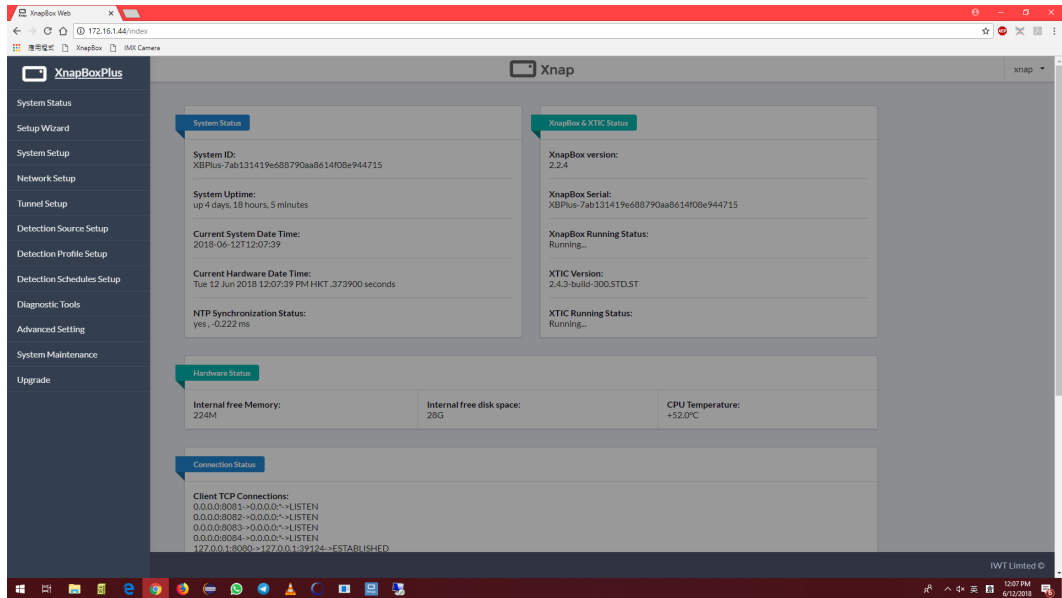 XnapBox Web
172.16.1.44/index
應用程式 XnapBox IMX Camera
XnapBoxPlus
Xnap
xnap
System Status
Setup Wizard
System Setup
Network Setup
Tunnel Setup
Detection Source Setup
Detection Profile Setup
Detection Schedules Setup
Diagnostic Tools
Advanced Setting
System Maintenance
Upgrade
System Status
System ID:
XBPlus-7ab131419e688790aa8614f08e944715
System Uptime:
up 4 days, 18 hours, 5 minutes
Current System Date Time:
2018-06-12T12:07:39
Current Hardware Date Time:
Tue 12 Jun 2018 12:07:39 PM HKT .373900 seconds
NTP Synchronization Status:
yes , -0.222 ms
XnapBox & XTIC Status
XnapBox version:
2.2.4
XnapBox Serial:
XBPlus-7ab131419e688790aa8614f08e944715
XnapBox Running Status:
Running...
XTIC Version:
2.4.3-build-300.STD.ST
XTIC Running Status:
Running...
Hardware Status
Internal free Memory:
224M
Internal free disk space:
28G
CPU Temperature:
+52.0°C
Connection Status
Client TCP Connections:
0.0.0.0:8081->0.0.0.0:*->LISTEN
0.0.0.0:8082->0.0.0.0:*->LISTEN
0.0.0.0:8083->0.0.0.0:*->LISTEN
0.0.0.0:8084->0.0.0.0:*->LISTEN
127.0.0.1:8080->127.0.0.1:39124->ESTABLISHED
IWT Limted ©
英
12:07 PM
6/12/2018